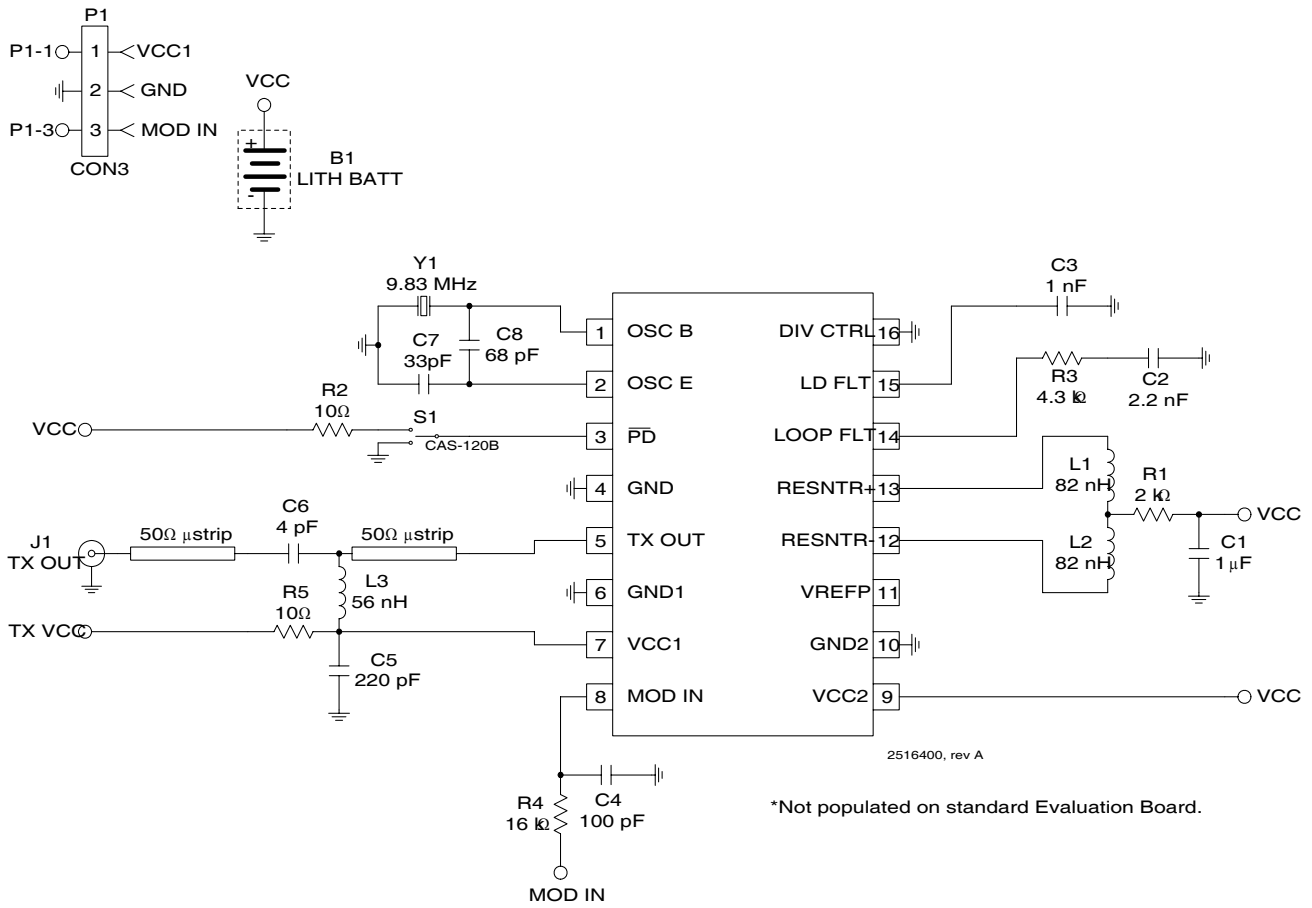 P1
P1-1 1 VCC1
2 GND
P1-3 3 MOD IN
CON3
VCC
+
-
B1
LITH BATT
Y1
9.83 MHz
C7
33pF
C8
68 pF
R2
10Ω
VCC
S1
CAS-120B
C6
4 pF
J1
TX OUT
50Ω μstrip
50Ω μstrip
L3
56 nH
R5
10Ω
TX VCC
C5
220 pF
1 OSC B
2 OSC E
3 PD
4 GND
5 TX OUT
6 GND1
7 VCC1
8 MOD IN
DIV CTRL 16
LD FLT 15
LOOP FLT 14
RESNTR+ 13
RESNTR- 12
VREFP 11
GND2 10
VCC2 9
C3
1 nF
R3
4.3 kΩ
C2
2.2 nF
L1
82 nH
R1
2 kΩ
VCC
L2
82 nH
C1
1 μF
VCC
2516400, rev A
R4
16 kΩ
C4
100 pF
MOD IN
*Not populated on standard Evaluation Board.